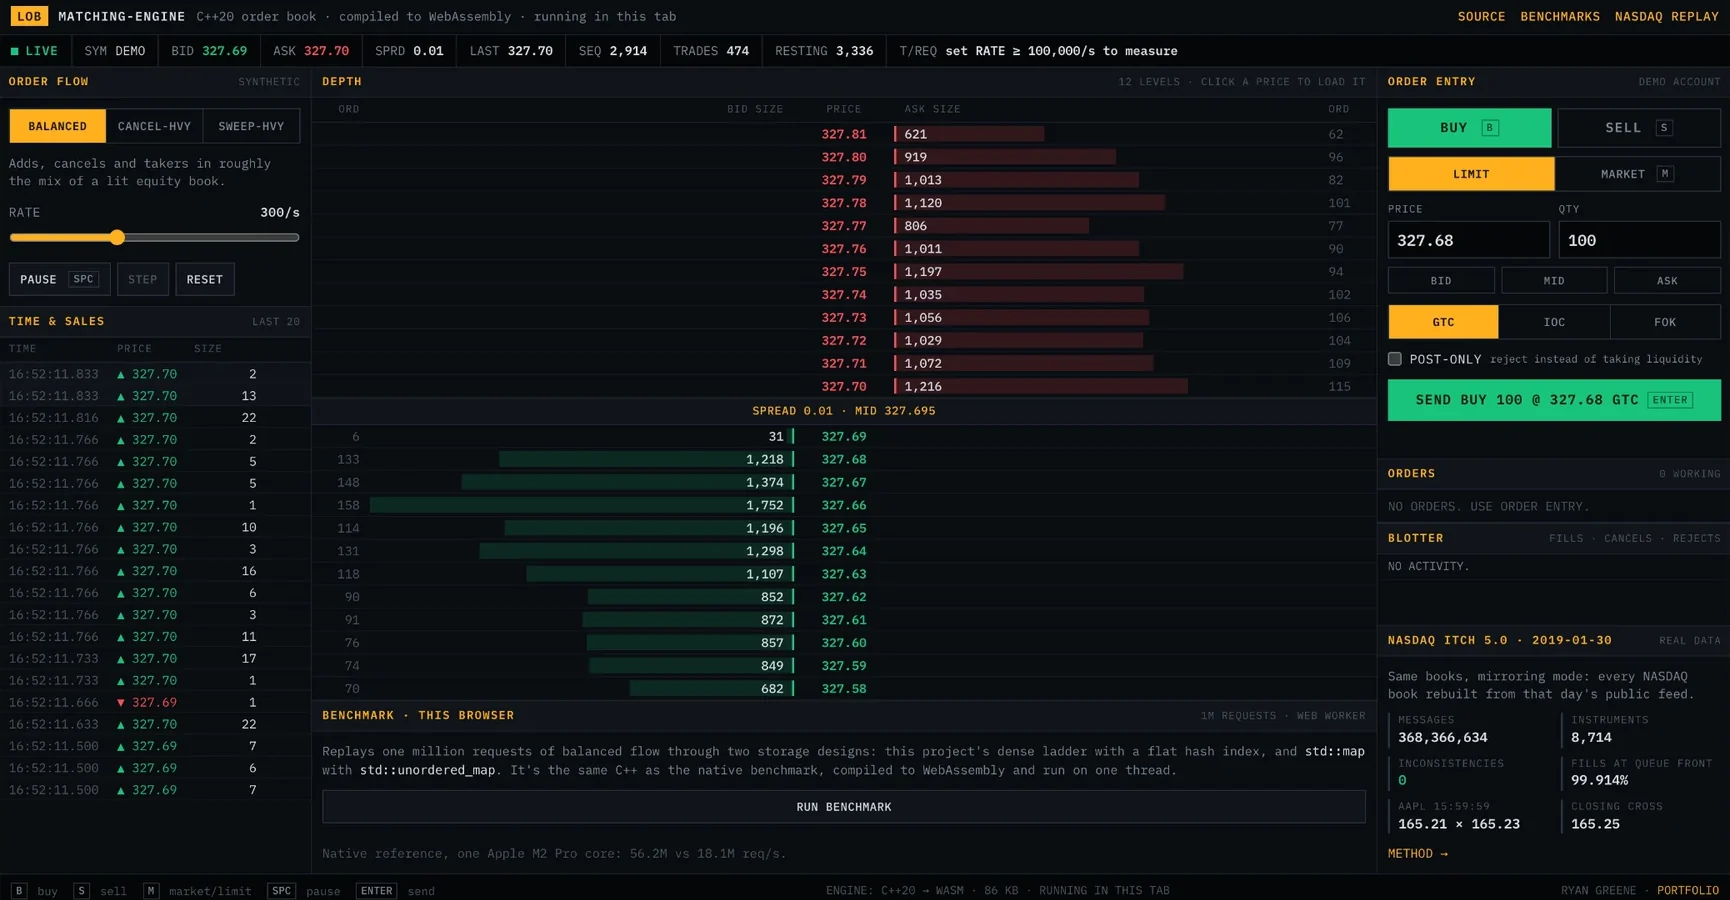 LOB MATCHING-ENGINE C++20 order book · compiled to WebAssembly · running in this tab
SOURCE BENCHMARKS NASDAQ REPLAY
LIVE SYM DEMO BID 327.69 ASK 327.70 SPRD 0.01 LAST 327.70 SEQ 2,914 TRADES 474 RESTING 3,336 T/REQ set RATE ≥ 100,000/s to measure
ORDER FLOW SYNTHETIC
BALANCED CANCEL-HVY SWEEP-HVY
Adds, cancels and takers in roughly
the mix of a lit equity book.
RATE 300/s
PAUSE SPC STEP RESET
TIME & SALES LAST 20
TIME PRICE SIZE
16:52:11.833 ▲ 327.70 2
16:52:11.833 ▲ 327.70 13
16:52:11.816 ▲ 327.70 22
16:52:11.766 ▲ 327.70 2
16:52:11.766 ▲ 327.70 5
16:52:11.766 ▲ 327.70 5
16:52:11.766 ▲ 327.70 1
16:52:11.766 ▲ 327.70 10
16:52:11.766 ▲ 327.70 3
16:52:11.766 ▲ 327.70 16
16:52:11.766 ▲ 327.70 6
16:52:11.766 ▲ 327.70 3
16:52:11.766 ▲ 327.70 11
16:52:11.733 ▲ 327.70 17
16:52:11.733 ▲ 327.70 1
16:52:11.666 ▼ 327.69 1
16:52:11.633 ▲ 327.70 22
16:52:11.500 ▲ 327.69 7
16:52:11.500 ▲ 327.69 6
16:52:11.500 ▲ 327.69 7
DEPTH 12 LEVELS · CLICK A PRICE TO LOAD IT
ORD BID SIZE PRICE ASK SIZE ORD
327.81 621 62
327.80 919 96
327.79 1,013 82
327.78 1,120 101
327.77 806 77
327.76 1,011 90
327.75 1,197 94
327.74 1,035 102
327.73 1,056 106
327.72 1,029 104
327.71 1,072 109
327.70 1,216 115
SPREAD 0.01 · MID 327.695
6 31 327.69
133 1,218 327.68
148 1,374 327.67
158 1,752 327.66
114 1,196 327.65
131 1,298 327.64
118 1,107 327.63
90 852 327.62
91 872 327.61
76 857 327.60
74 849 327.59
70 682 327.58
BENCHMARK · THIS BROWSER 1M REQUESTS · WEB WORKER
Replays one million requests of balanced flow through two storage designs: this project's dense ladder with a flat hash index, and std::map
with std::unordered_map. It's the same C++ as the native benchmark, compiled to WebAssembly and run on one thread.
RUN BENCHMARK
Native reference, one Apple M2 Pro core: 56.2M vs 18.1M req/s.
ORDER ENTRY DEMO ACCOUNT
BUY B SELL S
LIMIT MARKET M
PRICE QTY
327.68 100
BID MID ASK
GTC IOC FOK
POST-ONLY reject instead of taking liquidity
SEND BUY 100 @ 327.68 GTC ENTER
ORDERS 0 WORKING
NO ORDERS. USE ORDER ENTRY.
BLOTTER FILLS · CANCELS · REJECTS
NO ACTIVITY.
NASDAQ ITCH 5.0 · 2019-01-30 REAL DATA
Same books, mirroring mode: every NASDAQ
book rebuilt from that day's public feed.
MESSAGES INSTRUMENTS
368,366,634 8,714
INCONSISTENCIES FILLS AT QUEUE FRONT
0 99.914%
AAPL 15:59:59 CLOSING CROSS
165.21 × 165.23 165.25
METHOD →
B buy S sell M market/limit SPC pause ENTER send
ENGINE: C++20 → WASM · 86 KB · RUNNING IN THIS TAB
RYAN GREENE · PORTFOLIO